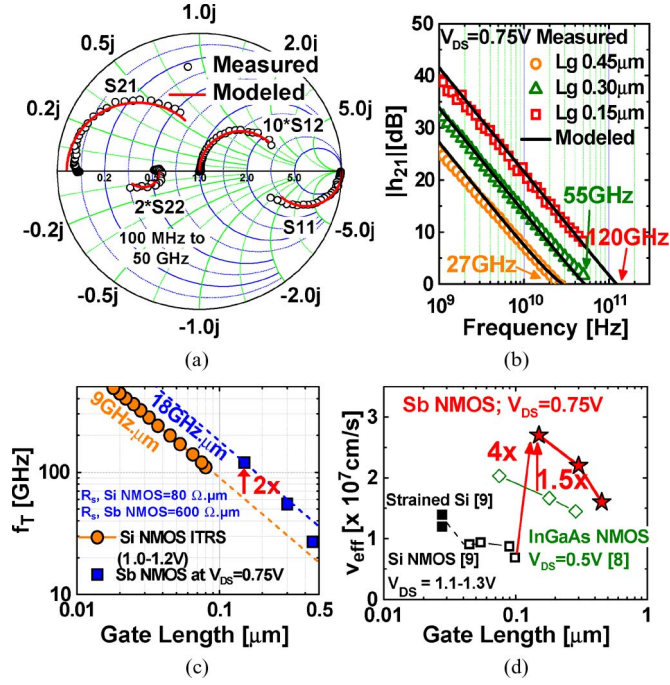 1.0j
0.5j
2.0j
Measured
Modeled
S21
0.2j
5.0j
10*S12
0.2
0.5
1.0
2.0
5.0
2*S22
S11
-0.2j
-5.0j
100 MHz to
50 GHz
-0.5j
-2.0j
-1.0j
(a)
V_DS=0.75V Measured
Lg 0.45μm
Lg 0.30μm
Lg 0.15μm
Modeled
|h_21|[dB]
50
40
30
20
10
0
55GHz
120GHz
27GHz
10^9 10^10 10^11
Frequency [Hz]
(b)
f_T [GHz]
100
10
9GHz.μm
18GHz.μm
2x
R_s, Si NMOS=80 Ω.μm
R_s, Sb NMOS=600 Ω.μm
Si NMOS ITRS
(1.0-1.2V)
Sb NMOS at V_DS=0.75V
0.01 0.1 0.5
Gate Length [μm]
(c)
v_eff [x 10^7cm/s]
3
2
1
0
Sb NMOS; V_DS=0.75V
4x
1.5x
Strained Si [9]
Si NMOS [9]
V_DS = 1.1-1.3V
InGaAs NMOS
V_DS=0.5V [8]
0.01 0.1 1
Gate Length [μm]
(d)